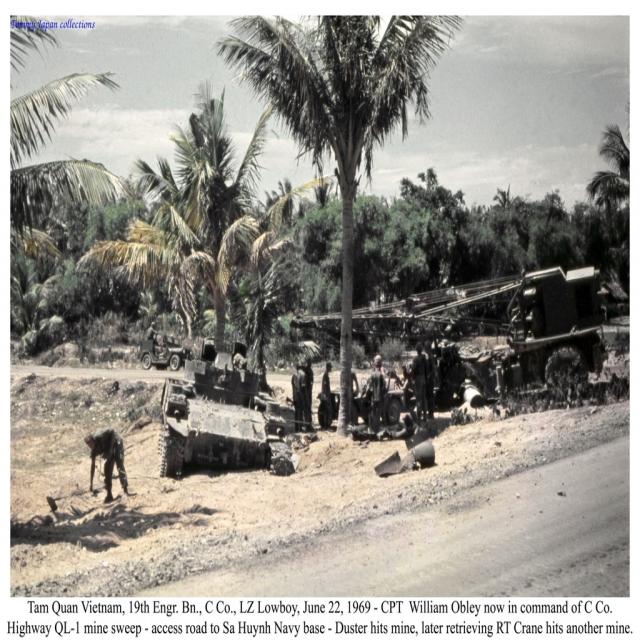 Tommy Japan collections
Tam Quan Vietnam, 19th Engr. Bn., C Co., LZ Lowboy, June 22, 1969 - CPT William Obley now in command of C Co.
Highway QL-1 mine sweep - access road to Sa Huynh Navy base - Duster hits mine, later retrieving RT Crane hits another mine.